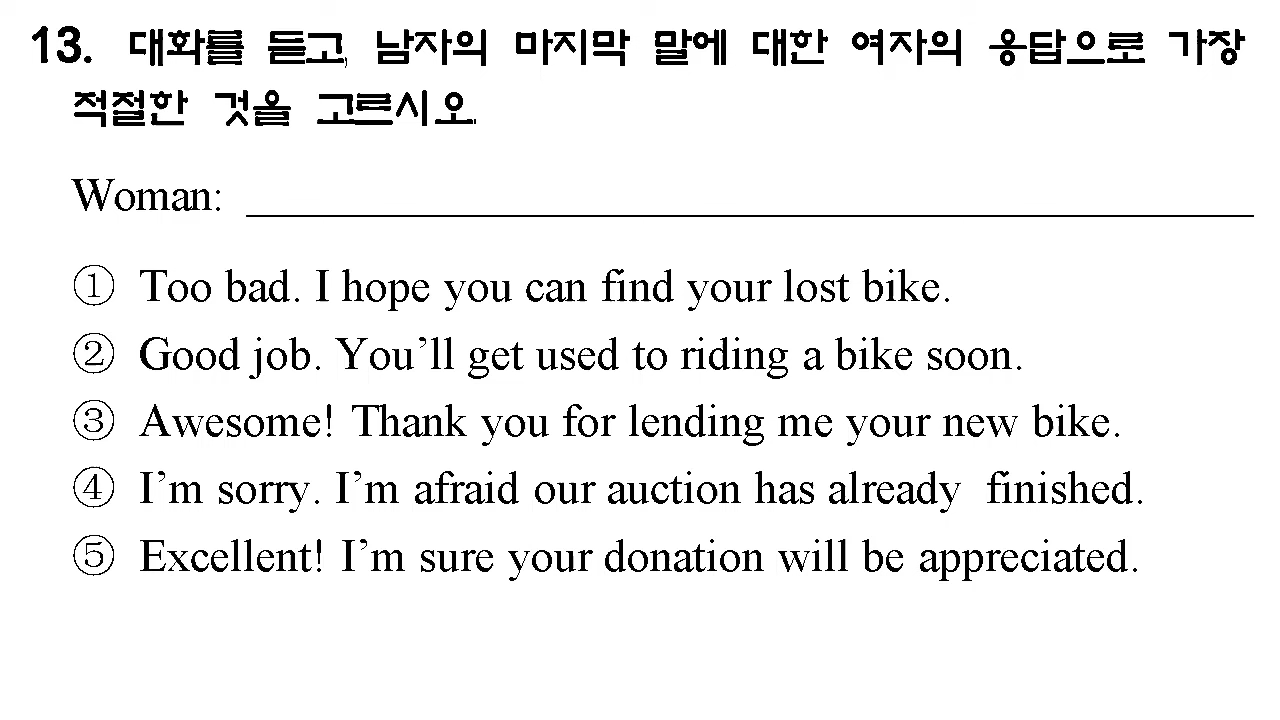 13. 대화를 듣고, 남자의 마지막 말에 대한 여자의 응답으로 가장
적절한 것을 고르시오.
Woman: ____________________
① Too bad. I hope you can find your lost bike.
② Good job. You’ll get used to riding a bike soon.
③ Awesome! Thank you for lending me your new bike.
④ I’m sorry. I’m afraid our auction has already finished.
⑤ Excellent! I’m sure your donation will be appreciated.